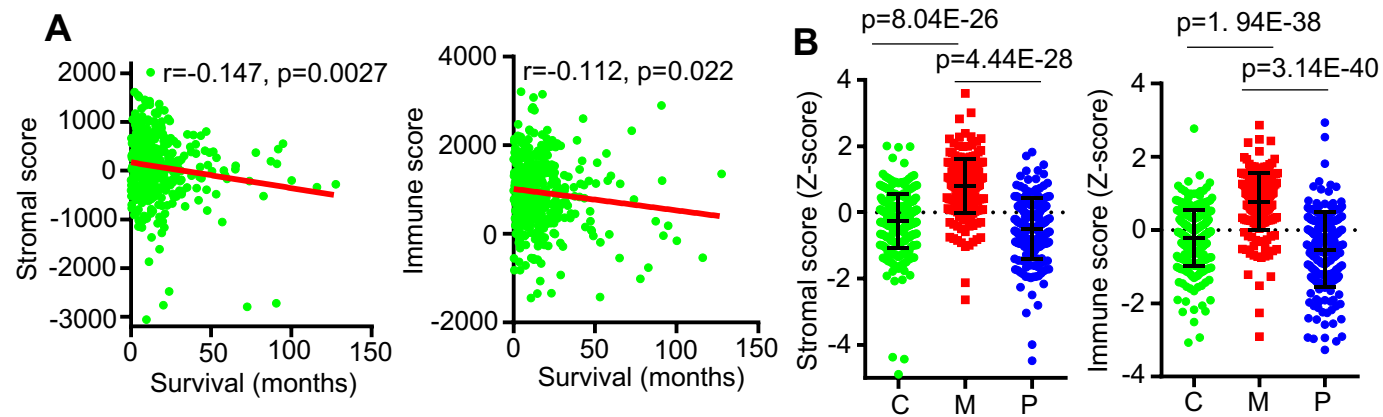 A
r=-0.147, p=0.0027
Stromal score
2000
1000
0
-1000
-2000
-3000
0 50 100 150
Survival (months)
r=-0.112, p=0.022
Immune score
4000
2000
0
-2000
0 50 100 150
Survival (months)
B
p=8.04E-26
p=4.44E-28
Stromal score (Z-score)
4
2
0
-2
-4
C M P
p=1. 94E-38
p=3.14E-40
Immune score (Z-score)
4
2
0
-2
-4
C M P